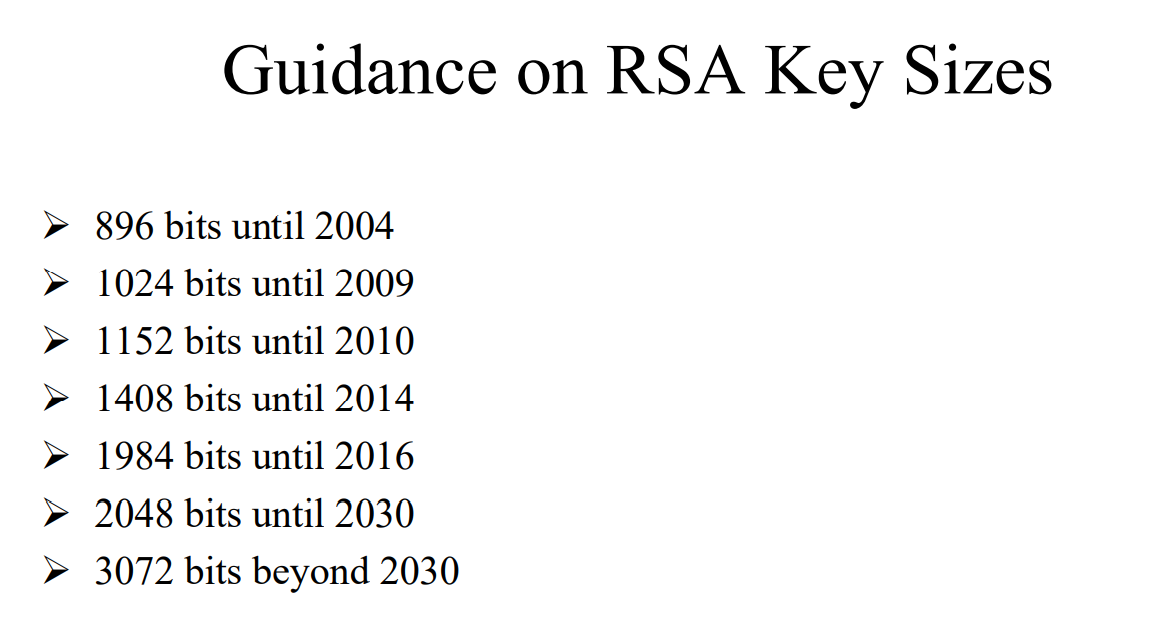 Guidance on RSA Key Sizes
➢ 896 bits until 2004
➢ 1024 bits until 2009
➢ 1152 bits until 2010
➢ 1408 bits until 2014
➢ 1984 bits until 2016
➢ 2048 bits until 2030
➢ 3072 bits beyond 2030